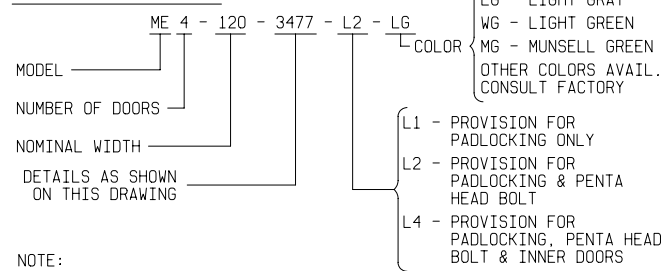 LG - LIGHT GRAY
ME 4 - 120 - 3477 - L2 - LG
WG - LIGHT GREEN
COLOR
MG - MUNSELL GREEN
OTHER COLORS AVAIL.
CONSULT FACTORY
MODEL
NUMBER OF DOORS
NOMINAL WIDTH
DETAILS AS SHOWN
ON THIS DRAWING
L1 - PROVISION FOR
PADLOCKING ONLY
L2 - PROVISION FOR
PADLOCKING & PENTA
HEAD BOLT
L4 - PROVISION FOR
PADLOCKING, PENTA HEAD
BOLT & INNER DOORS
NOTE: